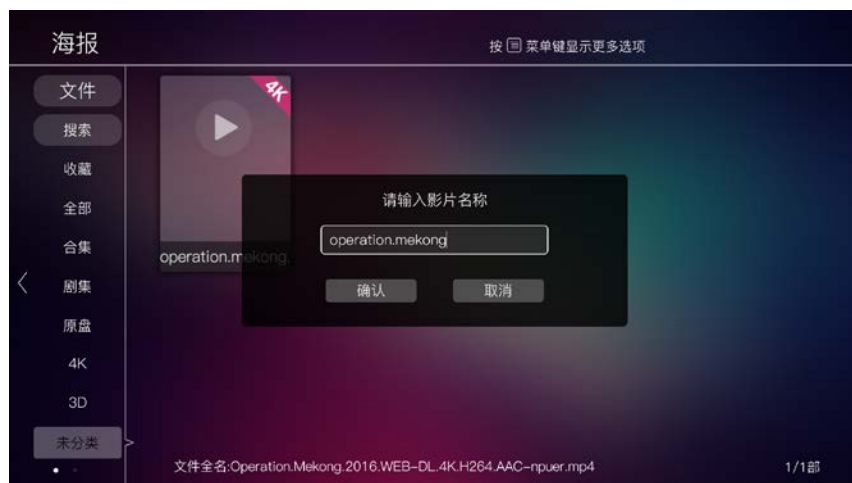 海报
按 菜单键显示更多选项
文件
搜索
收藏
全部
合集
剧集
原盘
4K
3D
未分类 >
4K
operation.mekong.
请输入影片名称
operation.mekong
确认
取消
文件全名:Operation.Mekong.2016.WEB-DL.4K.H264.AAC-npuer.mp4
1/1部